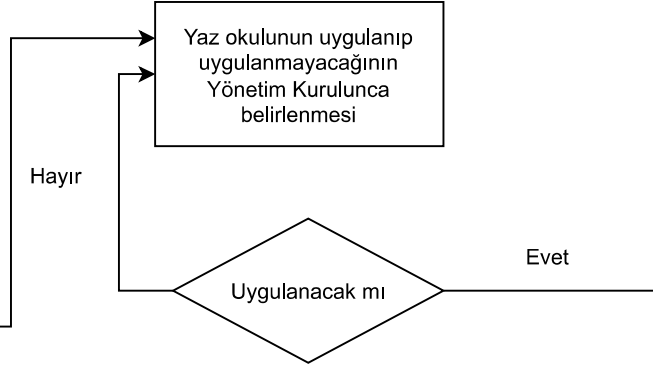 Yaz okulunun uygulanıp
uygulanmayacağının
Yönetim Kurulunca
belirlenmesi
Hayır
Evet
Uygulanacak mı